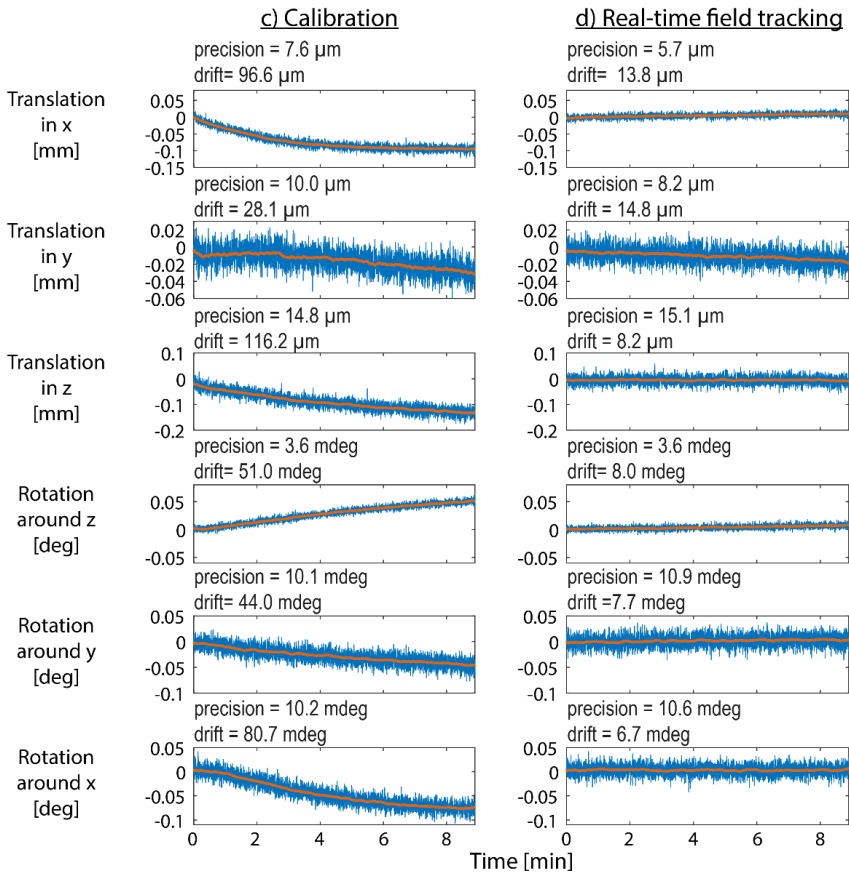 c) Calibration
d) Real-time field tracking
precision = 7.6 µm
drift= 96.6 µm
precision = 5.7 µm
drift=  13.8 µm
Translation
in x
[mm]
0.05
0
-0.05
-0.1
-0.15
0.05
0
-0.05
-0.1
-0.15
precision = 10.0 µm
drift = 28.1 µm
precision = 8.2 µm
drift = 14.8 µm
Translation
in y
[mm]
0.02
0
-0.02
-0.04
-0.06
0.02
0
-0.02
-0.04
-0.06
precision = 14.8 µm
drift = 116.2 µm
precision = 15.1 µm
drift = 8.2 µm
Translation
in z
[mm]
0.1
0
-0.1
-0.2
0.1
0
-0.1
-0.2
precision = 3.6 mdeg
drift= 51.0 mdeg
precision = 3.6 mdeg
drift= 8.0 mdeg
Rotation
around z
[deg]
0.05
0
-0.05
0.05
0
-0.05
precision = 10.1 mdeg
drift= 44.0 mdeg
precision = 10.9 mdeg
drift =7.7 mdeg
Rotation
around y
[deg]
0.05
0
-0.05
-0.1
0.05
0
-0.05
-0.1
precision = 10.2 mdeg
drift = 80.7 mdeg
precision = 10.6 mdeg
drift = 6.7 mdeg
Rotation
around x
[deg]
0.05
0
-0.05
-0.1
0.05
0
-0.05
-0.1
0 2 4 6 8
0 2 4 6 8
Time [min]